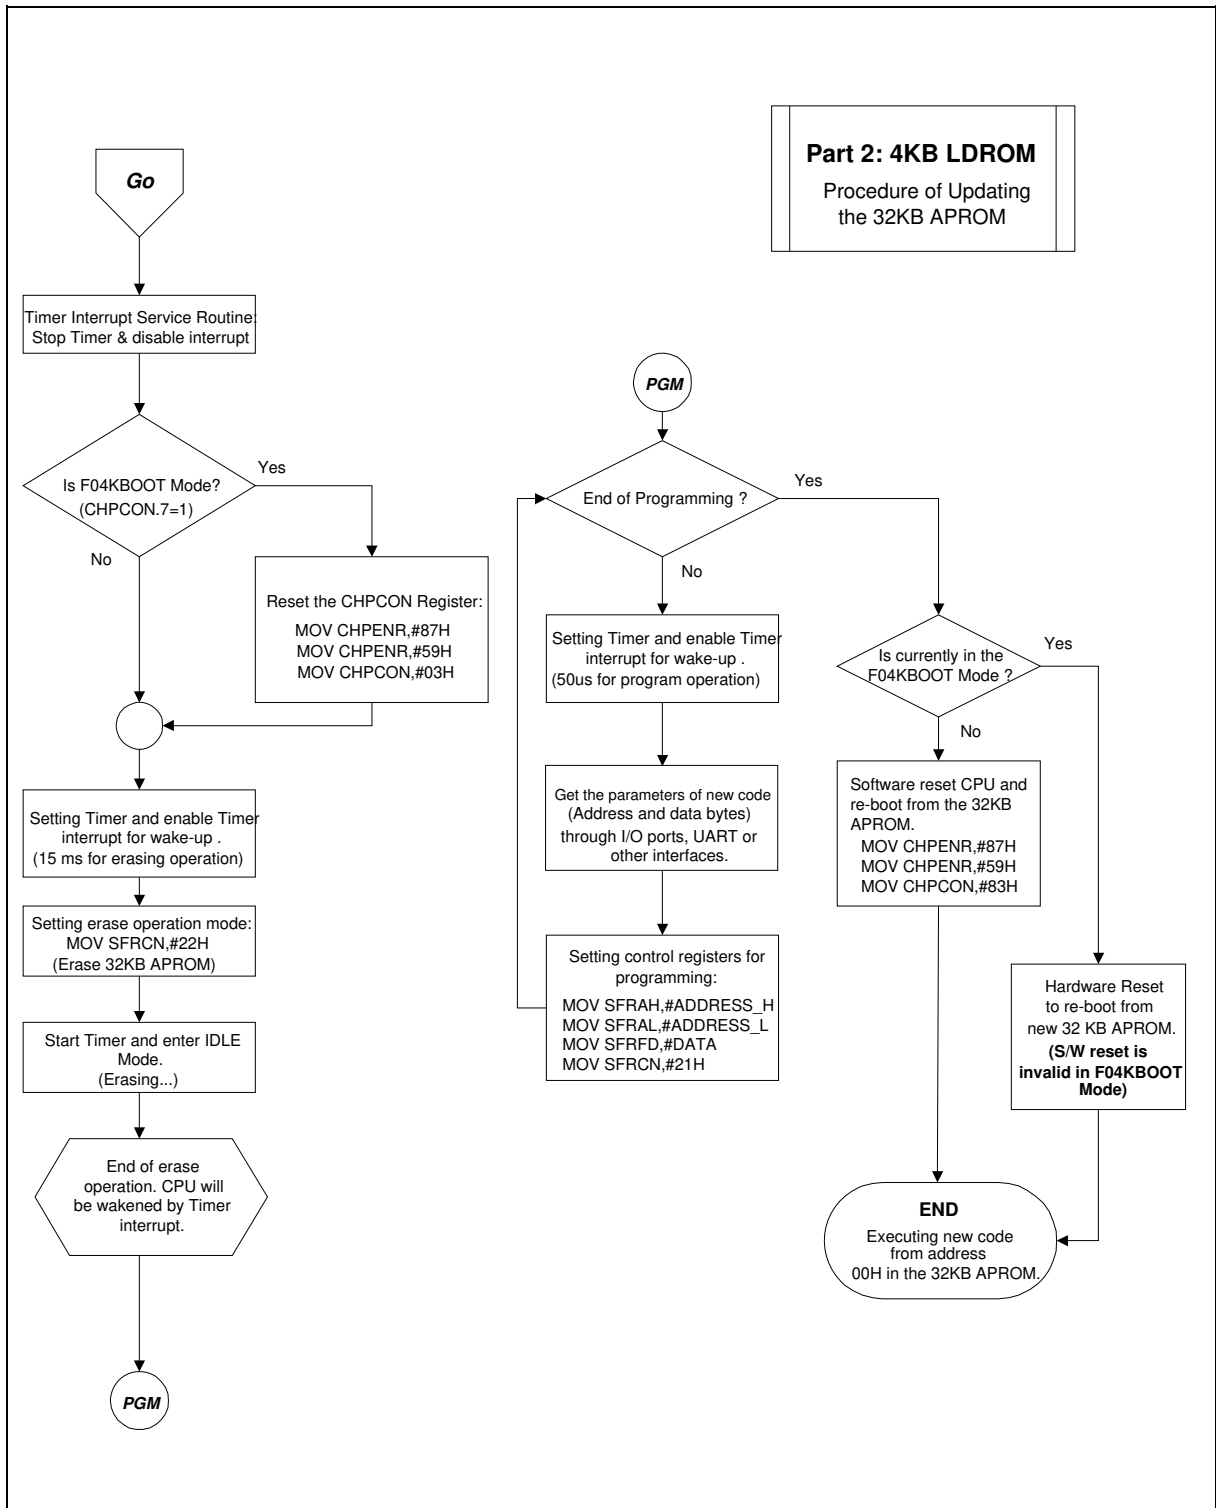 Part 2: 4KB LDROM
Procedure of Updating
the 32KB APROM
Go
Timer Interrupt Service Routine:
Stop Timer & disable interrupt
Is F04KBOOT Mode?
(CHPCON.7=1)
Yes
No
Reset the CHPCON Register:
MOV CHPENR,#87H
MOV CHPENR,#59H
MOV CHPCON,#03H
Setting Timer and enable Timer
interrupt for wake-up .
(15 ms for erasing operation)
Setting erase operation mode:
MOV SFRCN,#22H
(Erase 32KB APROM)
Start Timer and enter IDLE
Mode.
(Erasing...)
End of erase
operation. CPU will
be wakened by Timer
interrupt.
PGM
PGM
End of Programming ?
Yes
No
Setting Timer and enable Timer
interrupt for wake-up .
(50us for program operation)
Get the parameters of new code
(Address and data bytes)
through I/O ports, UART or
other interfaces.
Setting control registers for
programming:
MOV SFRAH,#ADDRESS_H
MOV SFRAL,#ADDRESS_L
MOV SFRFD,#DATA
MOV SFRCN,#21H
Is currently in the
F04KBOOT Mode ?
Yes
No
Software reset CPU and
re-boot from the 32KB
APROM.
MOV CHPENR,#87H
MOV CHPENR,#59H
MOV CHPCON,#83H
Hardware Reset
to re-boot from
new 32 KB APROM.
(S/W reset is
invalid in F04KBOOT
Mode)
END
Executing new code
from address
00H in the 32KB APROM.